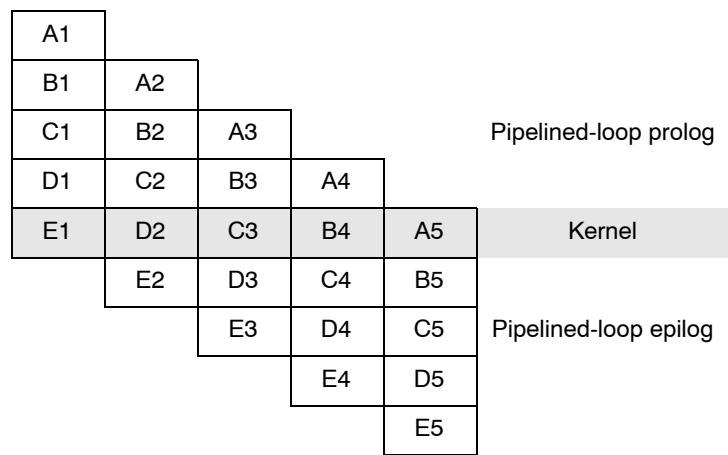 A1
B1 A2
C1 B2 A3 Pipelined-loop prolog
D1 C2 B3 A4
E1 D2 C3 B4 A5 Kernel
E2 D3 C4 B5
E3 D4 C5 Pipelined-loop epilog
E4 D5
E5